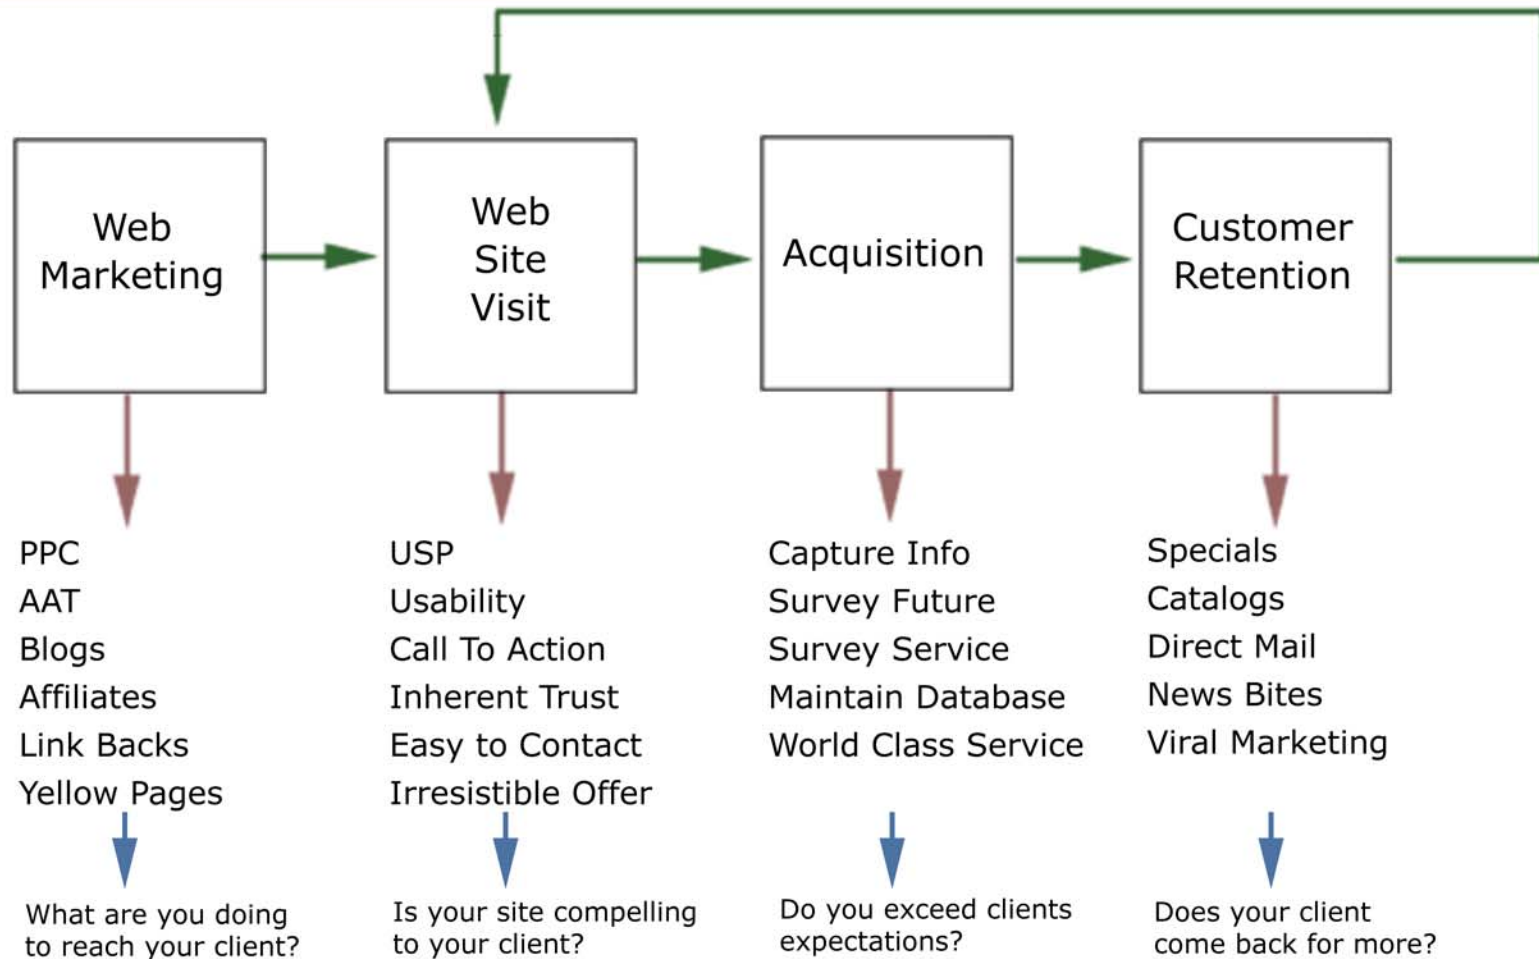 Web
Marketing
Web
Site
Visit
Acquisition
Customer
Retention
PPC
AAT
Blogs
Affiliates
Link Backs
Yellow Pages
USP
Usability
Call To Action
Inherent Trust
Easy to Contact
Irresistible Offer
Capture Info
Survey Future
Survey Service
Maintain Database
World Class Service
Specials
Catalogs
Direct Mail
News Bites
Viral Marketing
What are you doing
to reach your client?
Is your site compelling
to your client?
Do you exceed clients
expectations?
Does your client
come back for more?